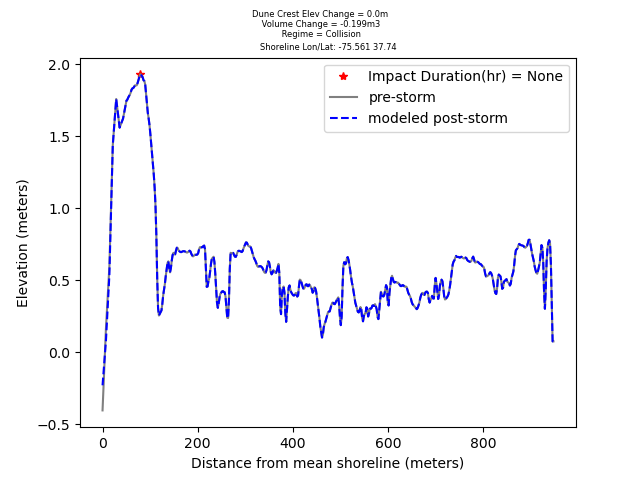 Dune Crest Elev Change = 0.0m
Volume Change = -0.199m3
Regime = Collision
Shoreline Lon/Lat: -75.561 37.74
Impact Duration(hr) = None
pre-storm
modeled post-storm
Elevation (meters)
2.0
1.5
1.0
0.5
0.0
−0.5
0 200 400 600 800
Distance from mean shoreline (meters)